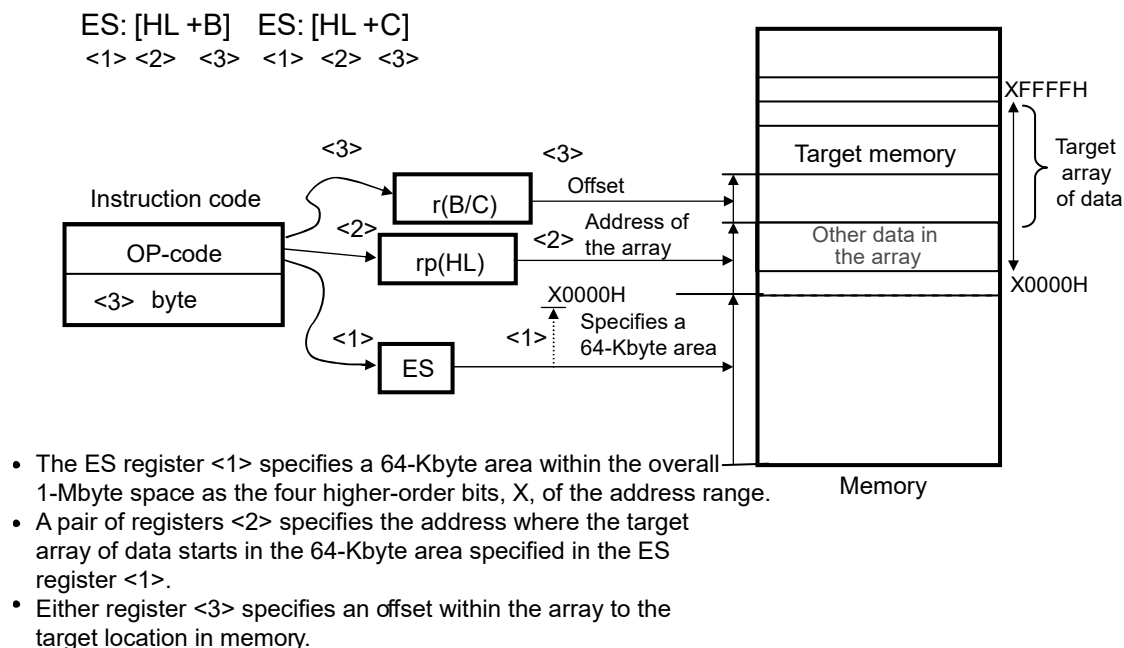 ES: [HL +B] ES: [HL +C]
<1> <2> <3> <1> <2> <3>
XFFFFH
<3>
<3>
Target memory
Target
array
of data
Instruction code
r(B/C)
Offset
<2>
<2>
Address of
the array
OP-code
rp(HL)
Other data in
the array
<3> byte
X0000H
X0000H
<1>
<1>
Specifies a
64-Kbyte area
ES
• The ES register <1> specifies a 64-Kbyte area within the overall
1-Mbyte space as the four higher-order bits, X, of the address range.
Memory
• A pair of registers <2> specifies the address where the target
array of data starts in the 64-Kbyte area specified in the ES
register <1>.
• Either register <3> specifies an offset within the array to the
target location in memory.